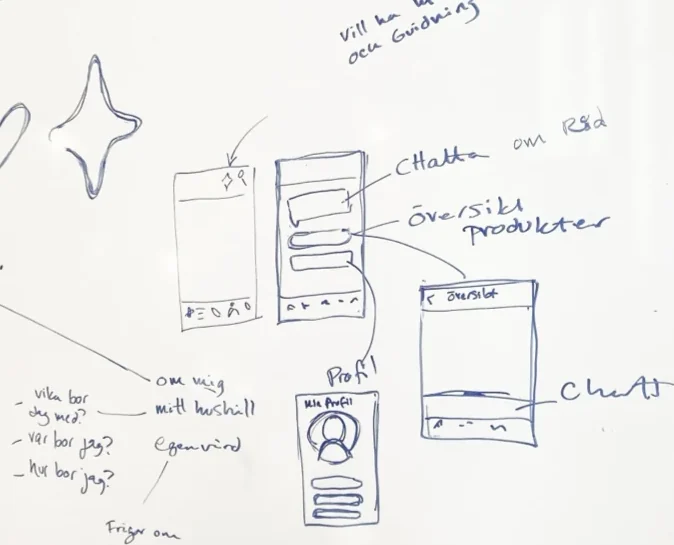 Vill ha
och Guidning
CHatta om Råd
översikt
produkter
översikt
Profil
Chatt
Min Profil
om mig
mitt hushåll
egenvård
- vilka bor
jag med?
- var bor jag?
- hur bor jag?
Frågor om